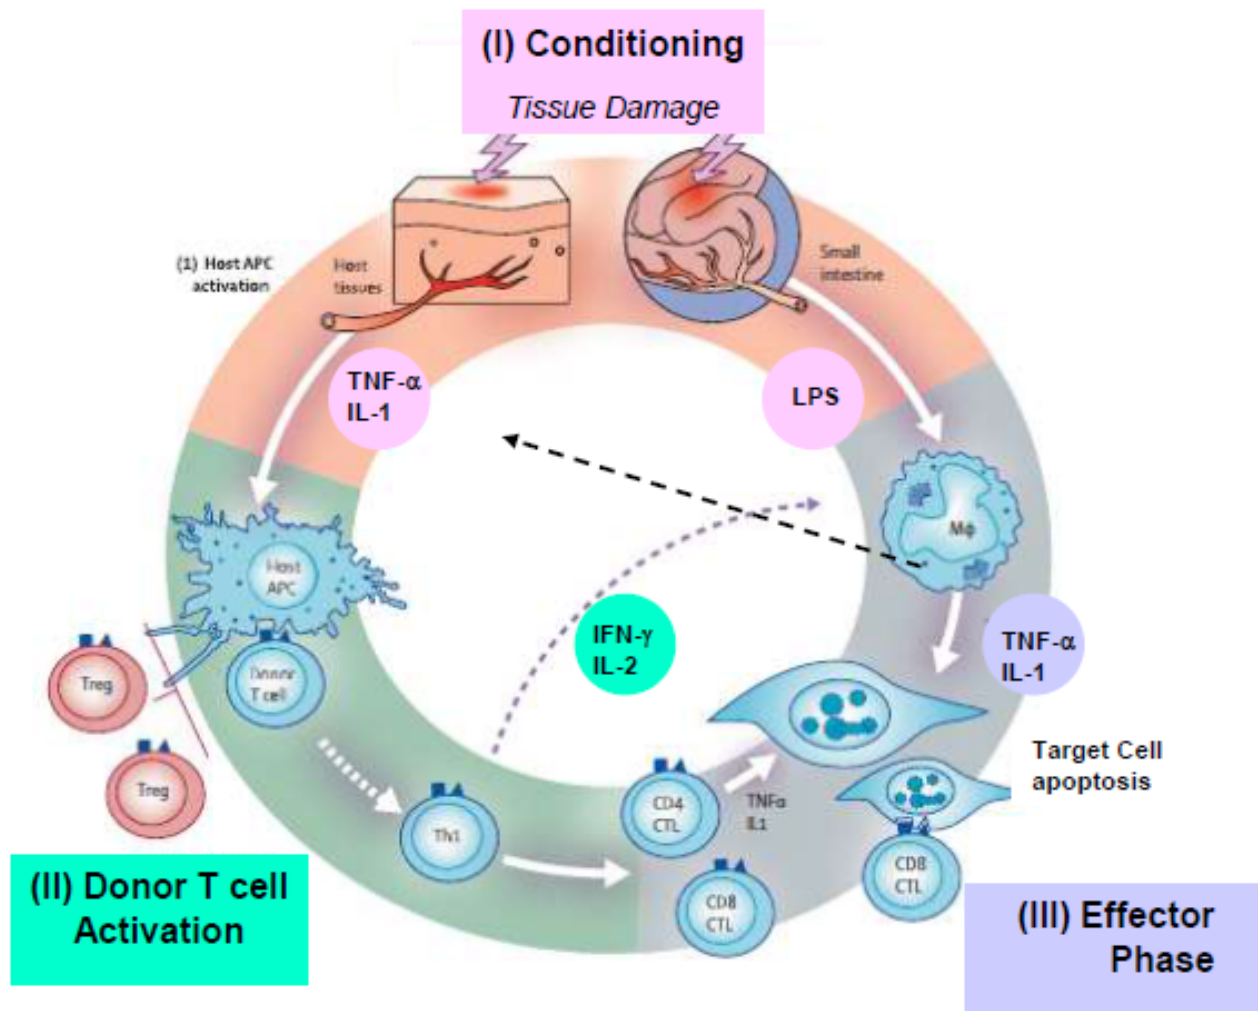 (I) Conditioning
Tissue Damage
(1) Host APC
activation
Host
tissues
Small
intestine
TNF-α
IL-1
LPS
Mφ
Host
APC
IFN-γ
IL-2
TNF-α
IL-1
Treg
Donor
T cell
Treg
Target Cell
apoptosis
Th1
CD4
CTL
TNFα
IL1
CD8
CTL
CD8
CTL
(II) Donor T cell
Activation
(III) Effector
Phase